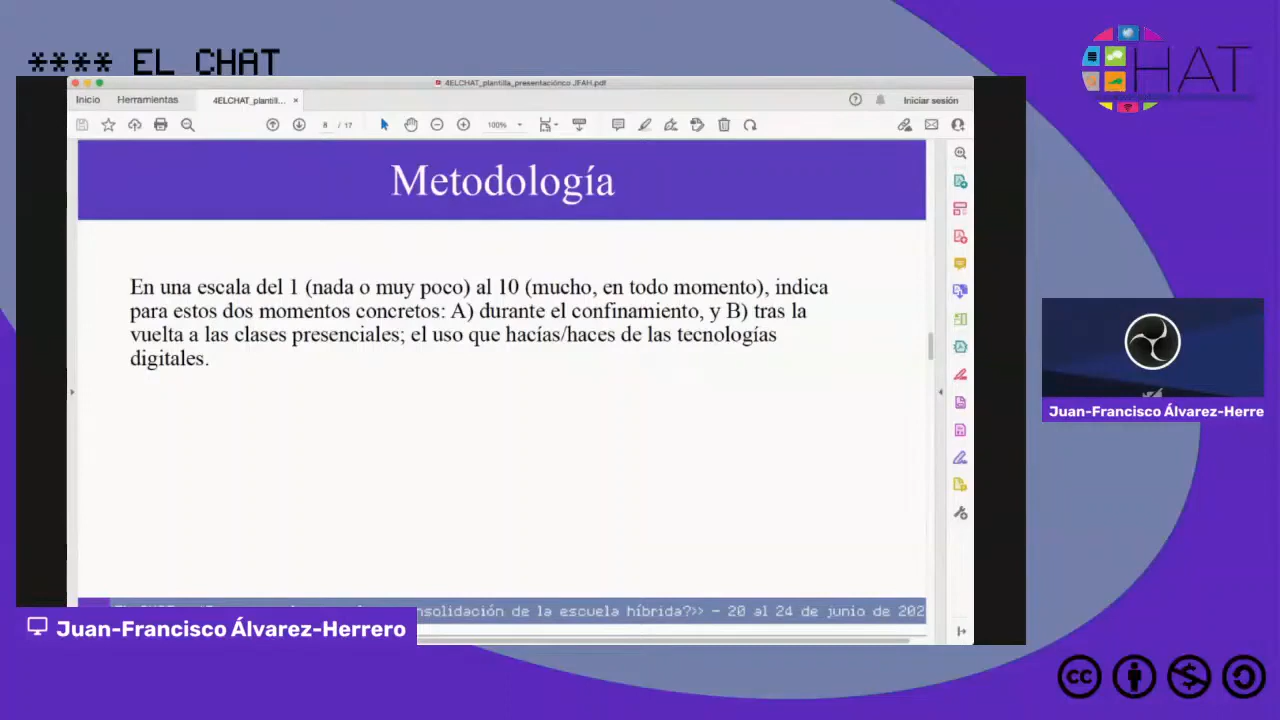 **** EL CHAT
HAT
4ELCHAT_plantilla_presentaciónco JFAH.pdf
Inicio
Herramientas
4ELCHAT_plantill...
×
Iniciar sesión
8 / 17
100%
Metodología
En una escala del 1 (nada o muy poco) al 10 (mucho, en todo momento), indica
para estos dos momentos concretos: A) durante el confinamiento, y B) tras la
vuelta a las clases presenciales; el uso que hacías/haces de las tecnologías
digitales.
nsolidación de la escuela híbrida?>> - 20 al 24 de junio de 202
Juan-Francisco Álvarez-Herrero
Juan-Francisco Álvarez-Herre
cc